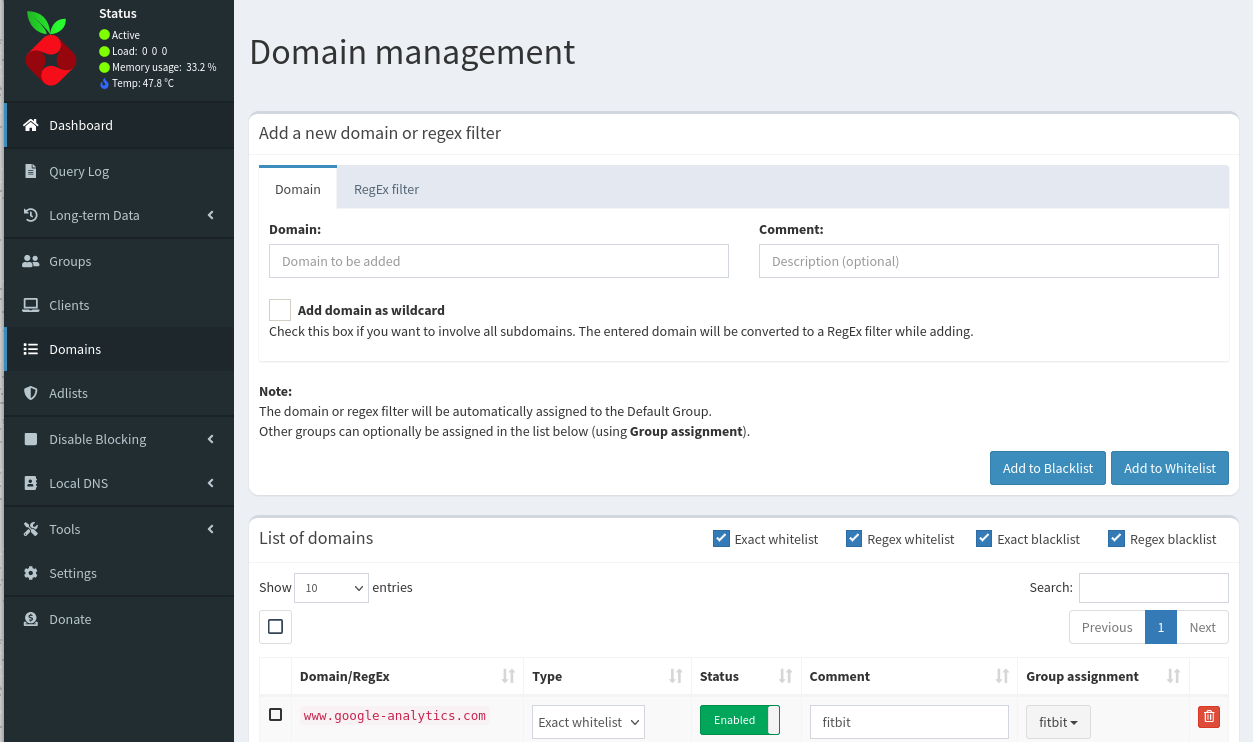 Status
Active
Load: 0 0 0
Memory usage: 33.2 %
Temp: 47.8 °C
Dashboard
Query Log
Long-term Data
Groups
Clients
Domains
Adlists
Disable Blocking
Local DNS
Tools
Settings
Donate
Domain management
Add a new domain or regex filter
Domain RegEx filter
Domain: Comment:
Domain to be added Description (optional)
Add domain as wildcard
Check this box if you want to involve all subdomains. The entered domain will be converted to a RegEx filter while adding.
Note:
The domain or regex filter will be automatically assigned to the Default Group.
Other groups can optionally be assigned in the list below (using Group assignment).
Add to Blacklist Add to Whitelist
List of domains Exact whitelist Regex whitelist Exact blacklist Regex blacklist
Show 10 entries Search:
Previous 1 Next
Domain/RegEx Type Status Comment Group assignment
www.google-analytics.com Exact whitelist Enabled fitbit fitbit